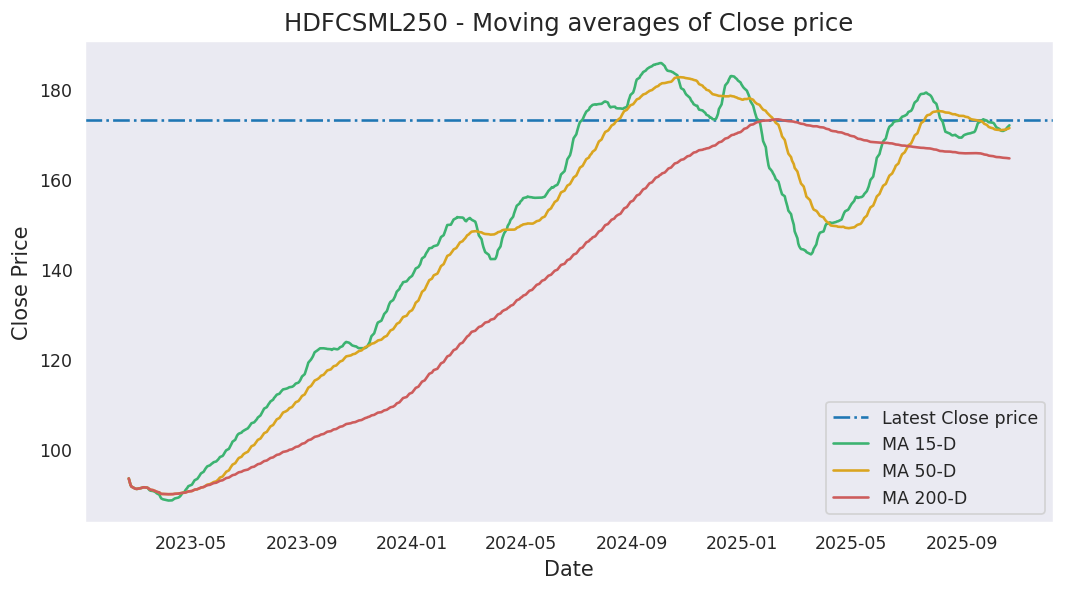 HDFCSML250 - Moving averages of Close price
Close Price
180
160
140
120
100
Latest Close price
MA 15-D
MA 50-D
MA 200-D
2023-05
2023-09
2024-01
2024-05
2024-09
2025-01
2025-05
2025-09
Date